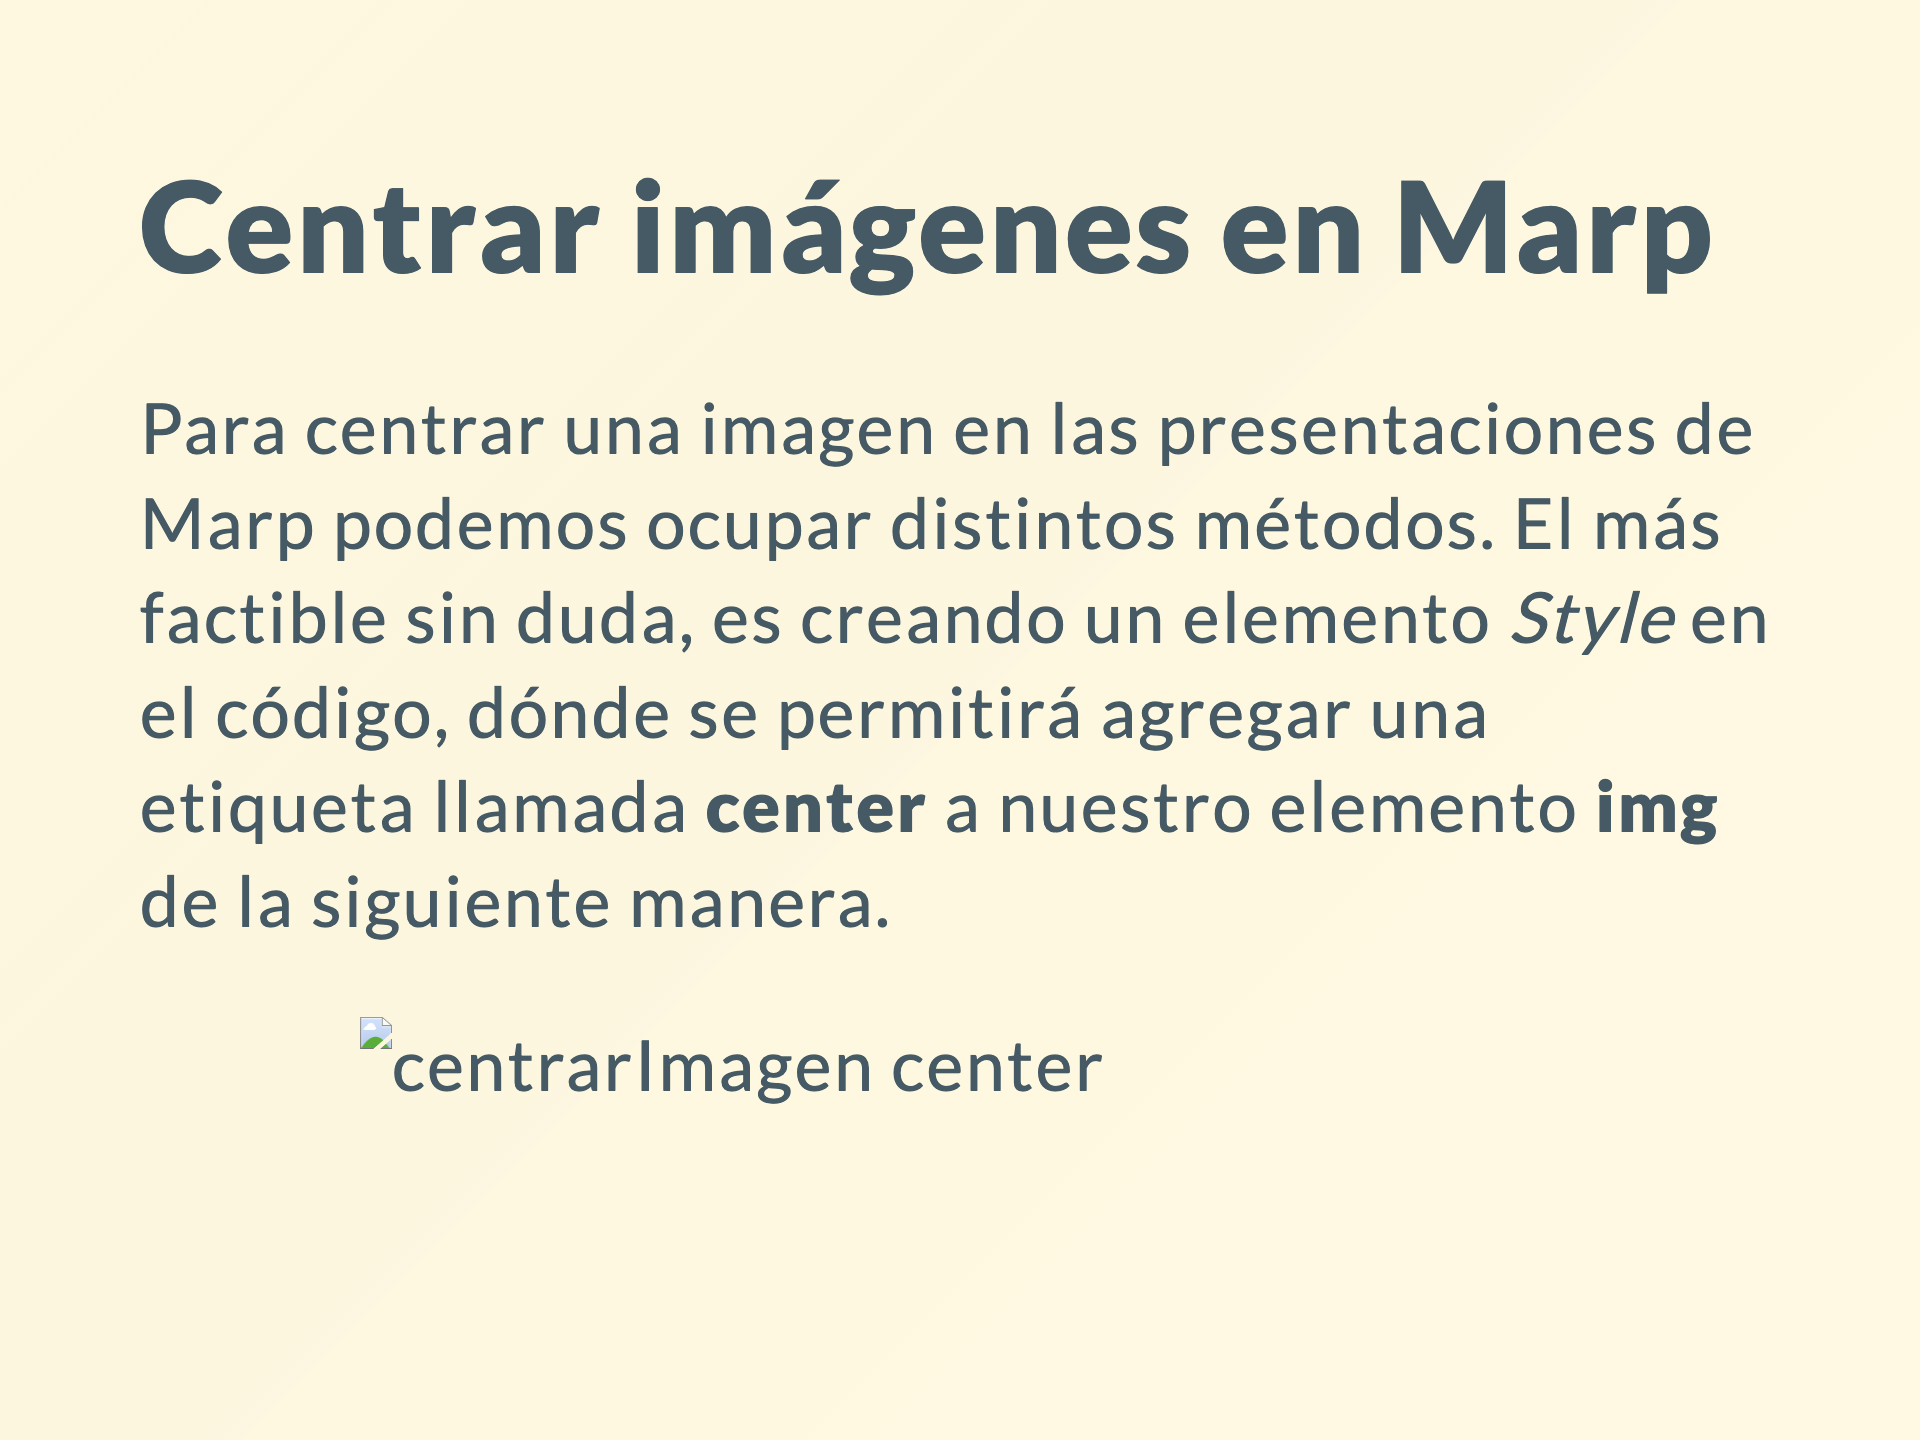 Centrar imágenes en Marp
Para centrar una imagen en las presentaciones de
Marp podemos ocupar distintos métodos. El más
factible sin duda, es creando un elemento Style en
el código, dónde se permitirá agregar una
etiqueta llamada center a nuestro elemento img
de la siguiente manera.
centrarImagen center